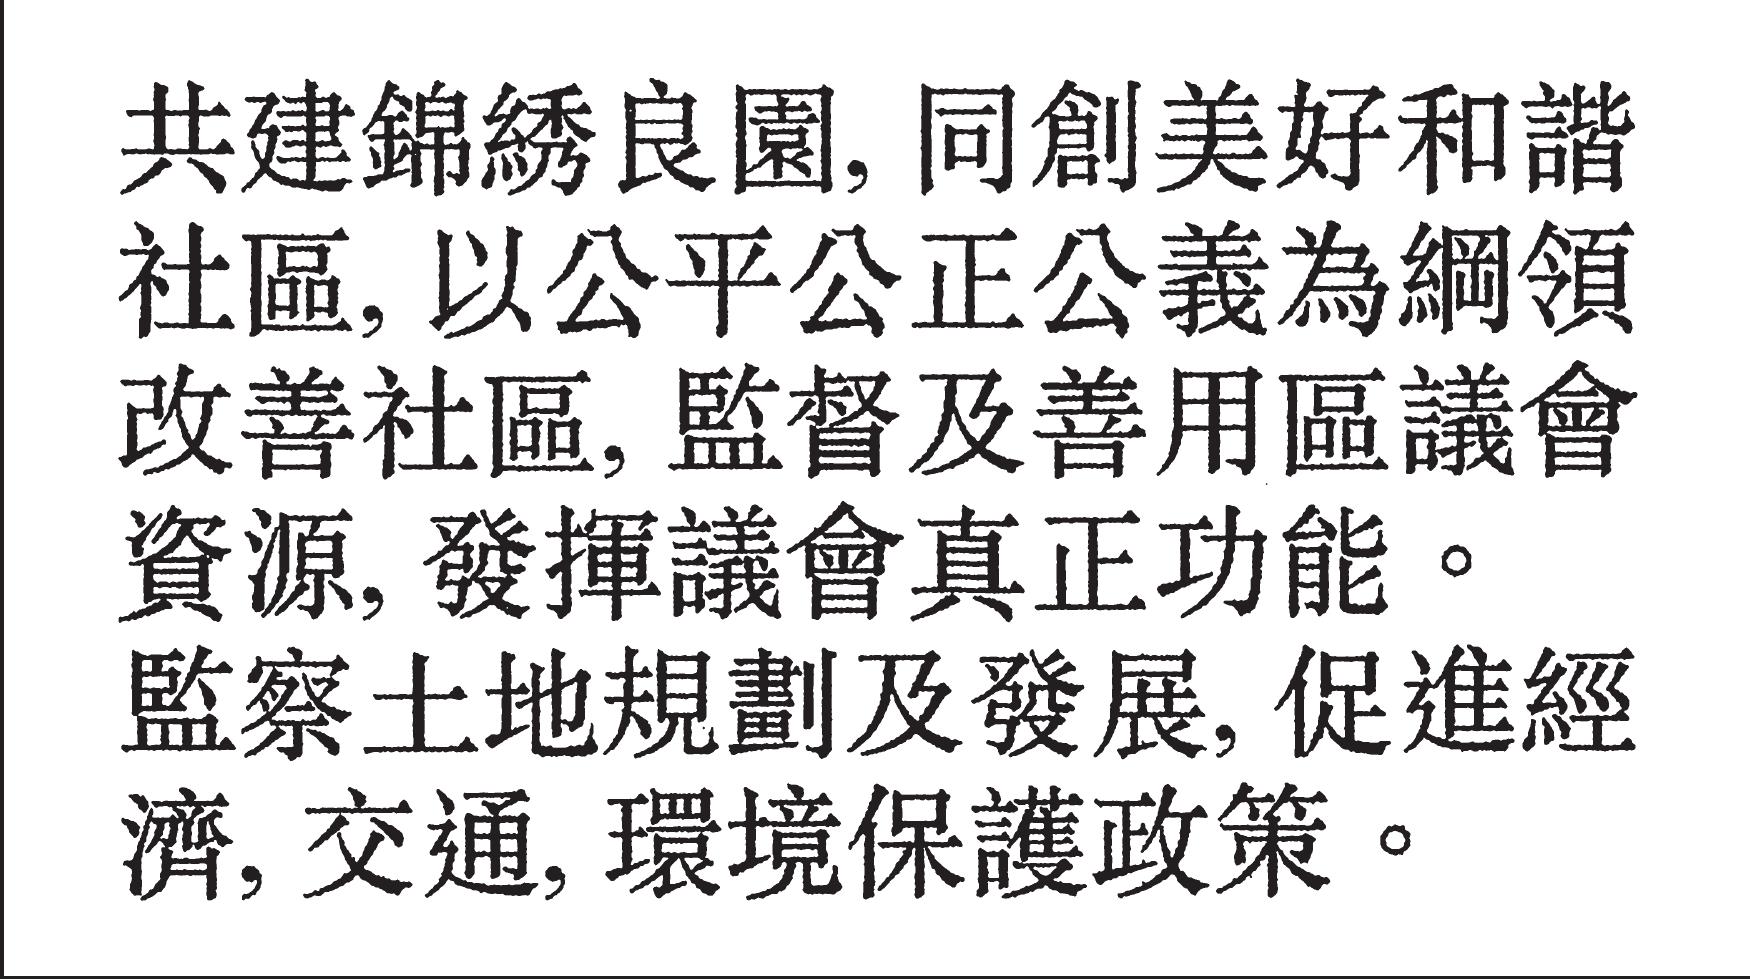 共建錦綉良園, 同創美好和諧
社區, 以公平公正公義為綱領
改善社區, 監督及善用區議會
資源, 發揮議會真正功能。
監察土地規劃及發展, 促進經
濟, 交通, 環境保護政策。